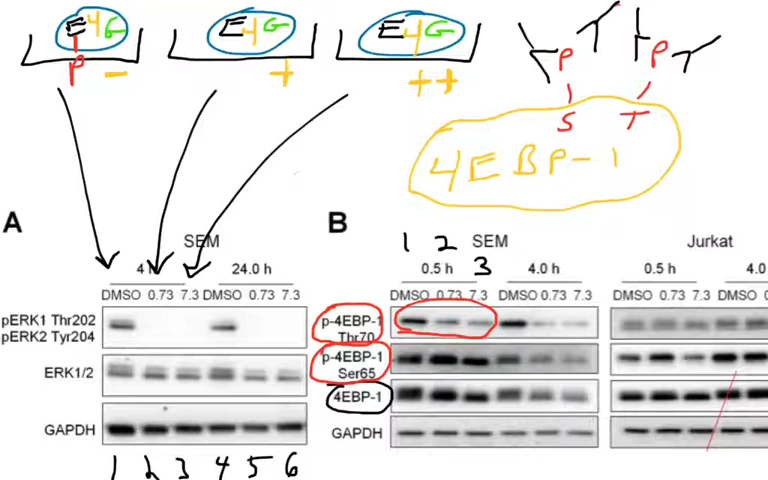 E4G E4G E4G
P - + ++
P P
S T
4EBP-1
A B
1 2 3
SEM SEM Jurkat
4 h 24.0 h 0.5 h 4.0 h 0.5 h 4.0
DMSO 0.73 7.3 DMSO 0.73 7.3 DMSO 0.73 7.3 DMSO 0.73 7.3 DMSO 0.73 7.3 DMSO 0
pERK1 Thr202 p-4EBP-1
pERK2 Tyr204 Thr70
p-4EBP-1
ERK1/2 Ser65
4EBP-1
GAPDH GAPDH
1 2 3 4 5 6